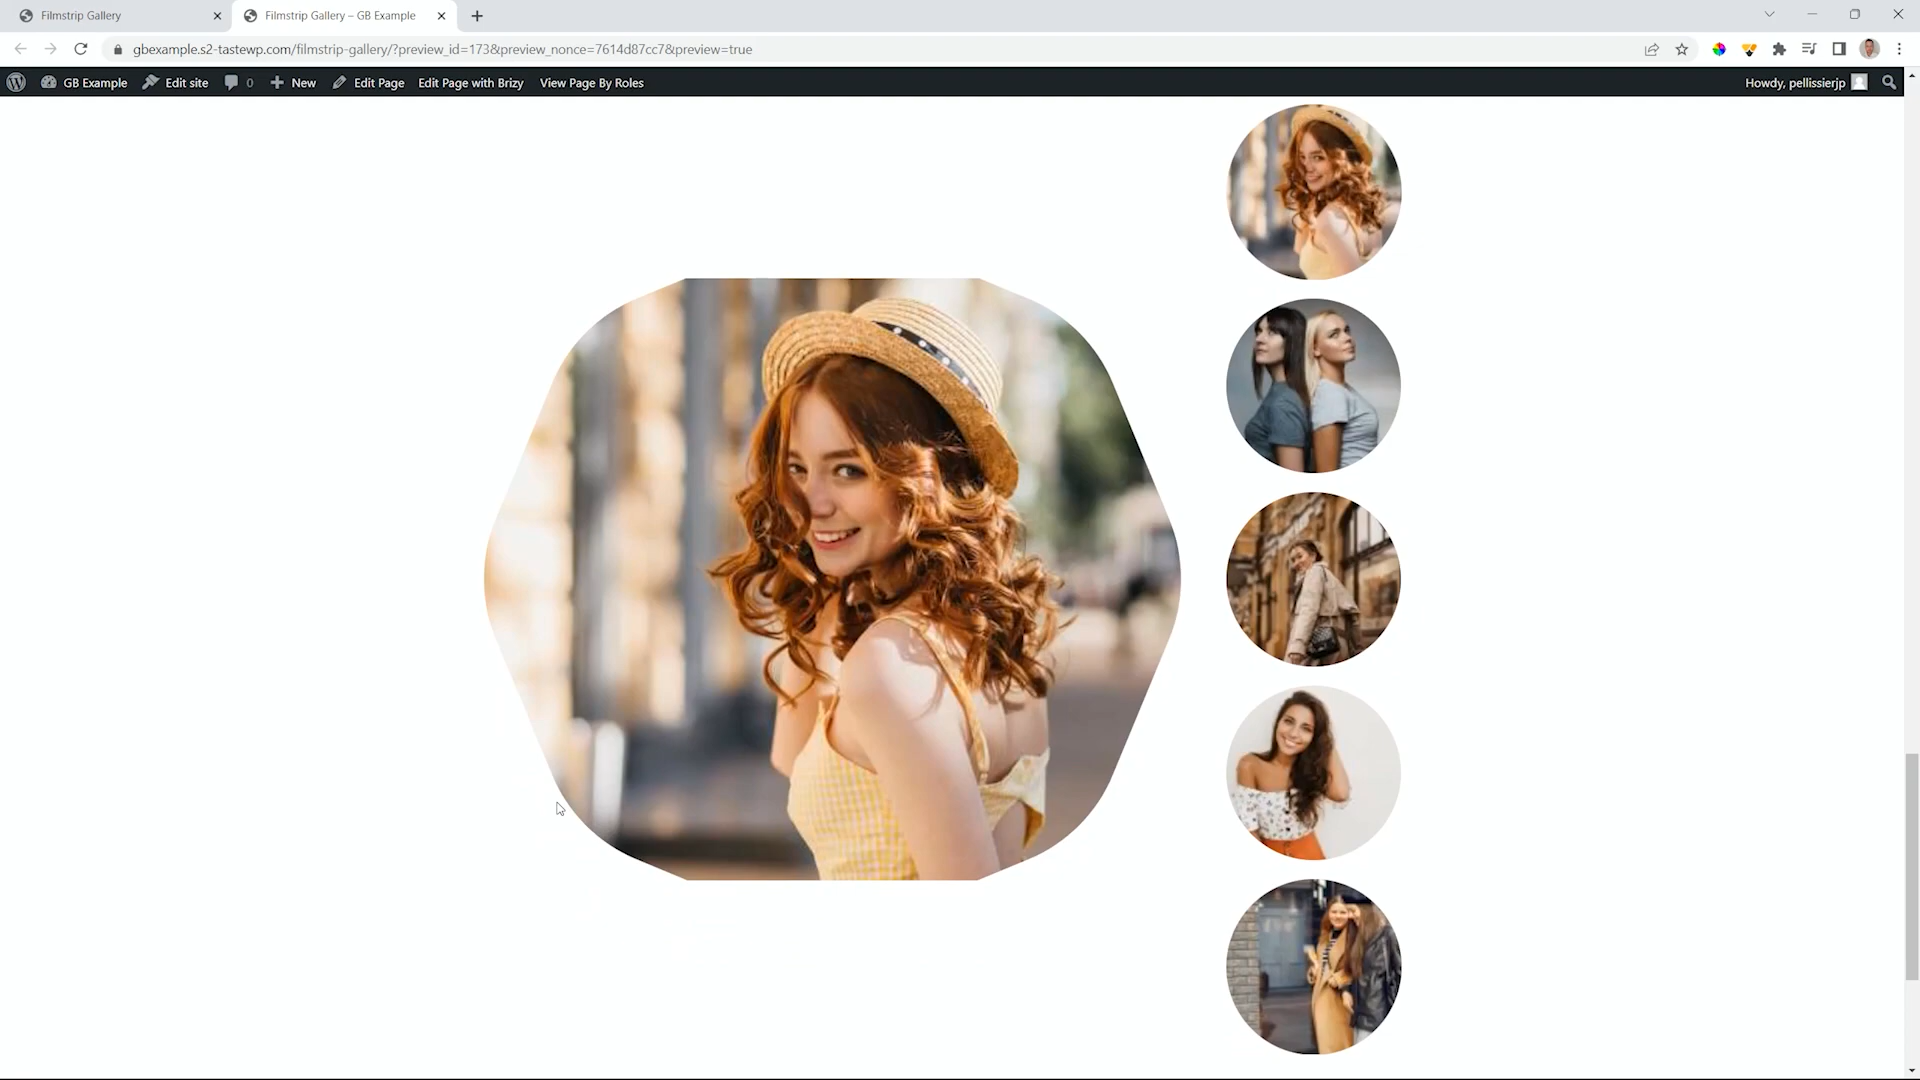 Filmstrip Gallery
Filmstrip Gallery – GB Example
gbexample.s2-tastewp.com/filmstrip-gallery/?preview_id=173&preview_nonce=7614d87cc7&preview=true
GB Example Edit site 0 New Edit Page Edit Page with Brizy View Page By Roles Howdy, pellissierjp